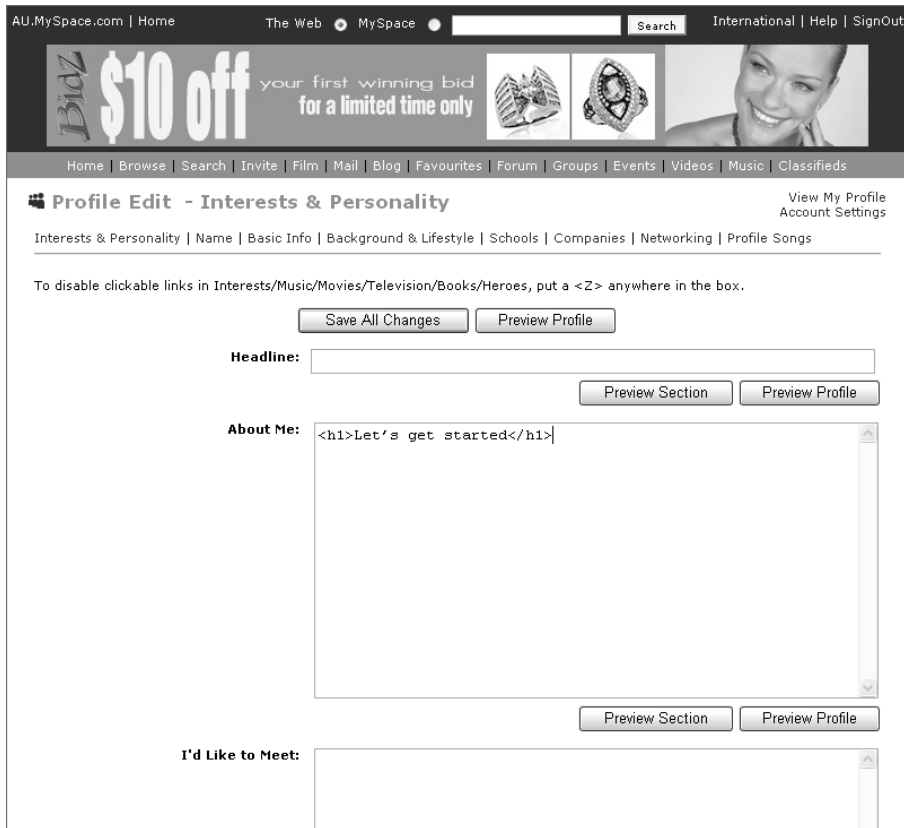 AU.MySpace.com | Home The Web MySpace Search International | Help | SignOut
BidZ $10 off your first winning bid
for a limited time only
Home | Browse | Search | Invite | Film | Mail | Blog | Favourites | Forum | Groups | Events | Videos | Music | Classifieds
Profile Edit - Interests & Personality View My Profile
Account Settings
Interests & Personality | Name | Basic Info | Background & Lifestyle | Schools | Companies | Networking | Profile Songs
To disable clickable links in Interests/Music/Movies/Television/Books/Heroes, put a <Z> anywhere in the box.
Save All Changes Preview Profile
Headline:
Preview Section Preview Profile
About Me: <h1>Let’s get started</h1>
Preview Section Preview Profile
I'd Like to Meet: